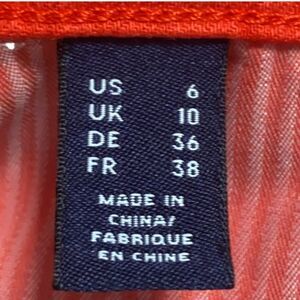 US 6
UK 10
DE 36
FR 38
MADE IN
CHINA/
FABRIQUE
EN CHINE